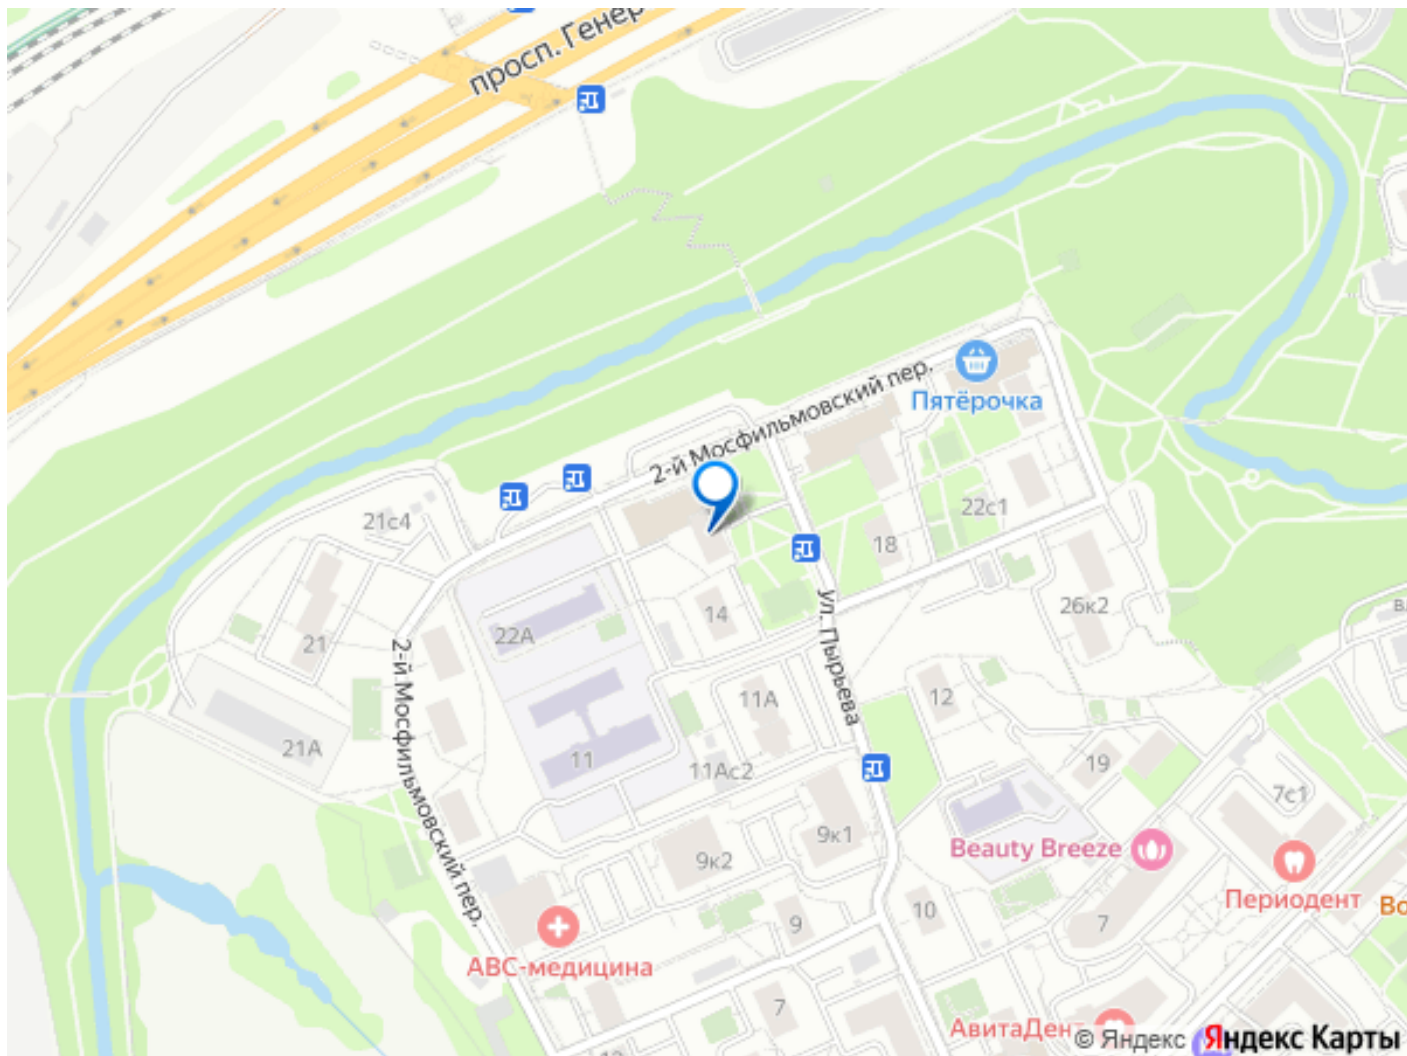 просп. Генер
2-й Мосфильмовский пер.
Пятёрочка
21с4
22с1
18
14
22А
21
26к2
ул. Пырьева
2-й Мосфильмовский пер.
11А
12
21А
11
11Ас2
19
7с1
9к1
Beauty Breeze
9к2
Периодент
Во
10
9
7
АВС-медицина
7
АвитаДент
© Яндекс Яндекс Карты